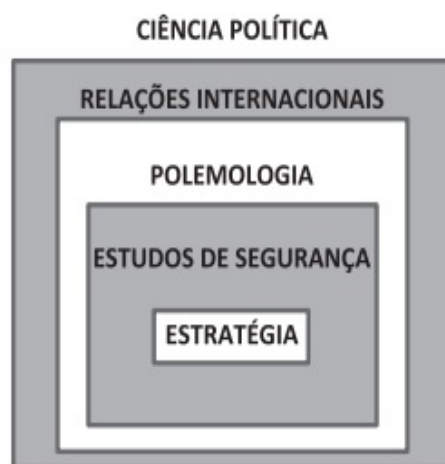 CIÊNCIA POLÍTICA
RELAÇÕES INTERNACIONAIS
POLEMOLOGIA
ESTUDOS DE SEGURANÇA
ESTRATÉGIA